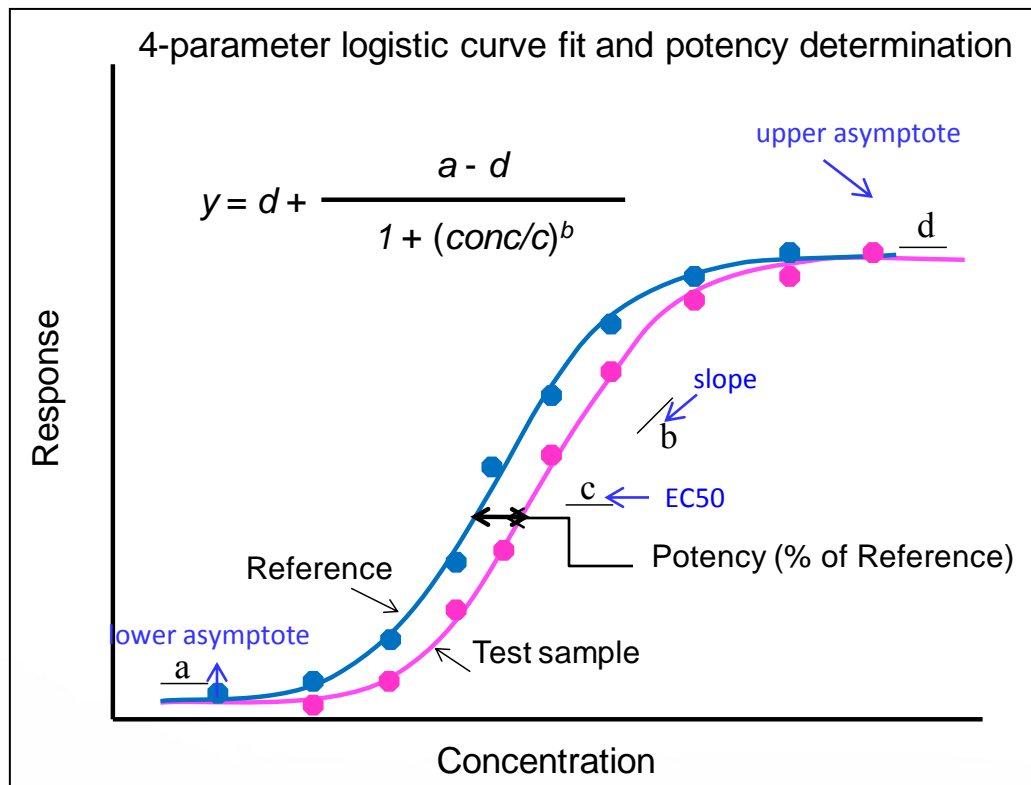 4-parameter logistic curve fit and potency determination
upper asymptote
a - d
y = d +
1 + (conc/c)^b
d
slope
b
c
EC50
Potency (% of Reference)
Reference
lower asymptote
Test sample
a
Response
Concentration